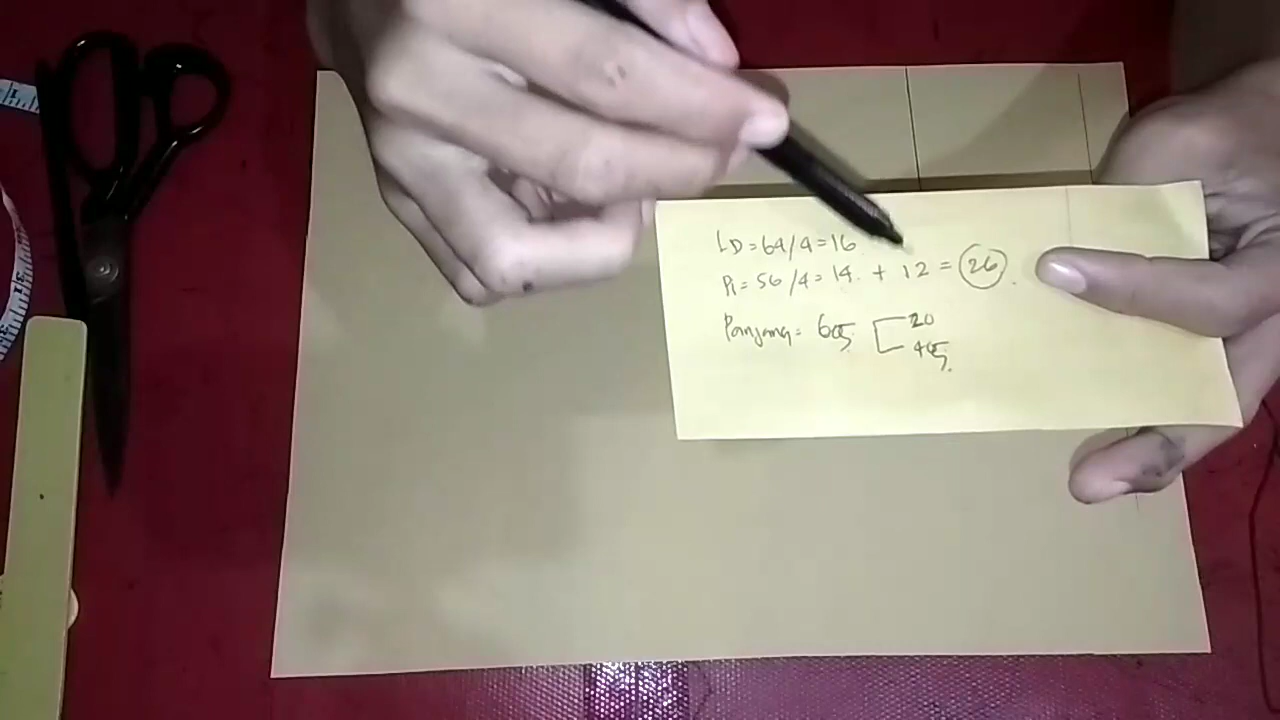 LD = 64/4 = 16
Pi = 56/4 = 14. + 12 = 26.
Panjang = 65 20
45.